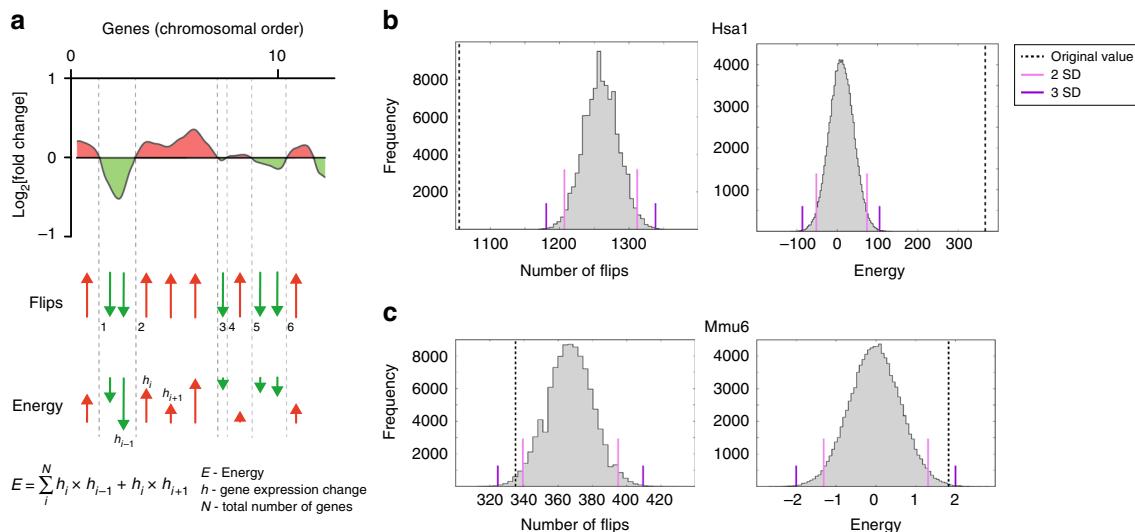 a
Genes (chromosomal order)
0 10
1
0
−1
Log₂[fold change]
Flips
1 2 3 4 5 6
Energy
hᵢ
hᵢ₊₁
hᵢ₋₁
E = ∑ᵢᴺ hᵢ × hᵢ₋₁ + hᵢ × hᵢ₊₁
E - Energy
h - gene expression change
N - total number of genes
b
Hsa1
Frequency
8000
6000
4000
2000
1100 1200 1300
Number of flips
4000
3000
2000
1000
−100 0 100 200 300
Energy
Original value
2 SD
3 SD
c
Mmu6
Frequency
8000
6000
4000
2000
320 340 360 380 400 420
Number of flips
4000
3000
2000
1000
−2 −1 0 1 2
Energy